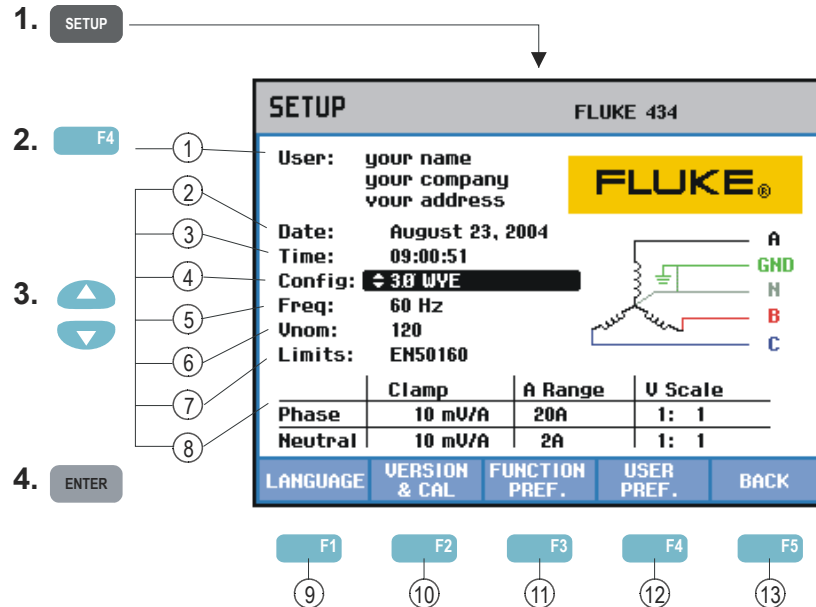 1. SETUP
SETUP FLUKE 434
2. F4
1 User: your name
your company
your address
FLUKE®
2 Date: August 23, 2004
3 Time: 09:00:51
4 Config: 3Ø WYE
5 Freq: 60 Hz
6 Vnom: 120
7 Limits: EN50160
A
GND
N
B
C
3.
8 Clamp A Range V Scale
Phase 10 mV/A 20A 1: 1
Neutral 10 mV/A 2A 1: 1
4. ENTER
LANGUAGE VERSION & CAL FUNCTION PREF. USER PREF. BACK
F1 F2 F3 F4 F5
9 10 11 12 13